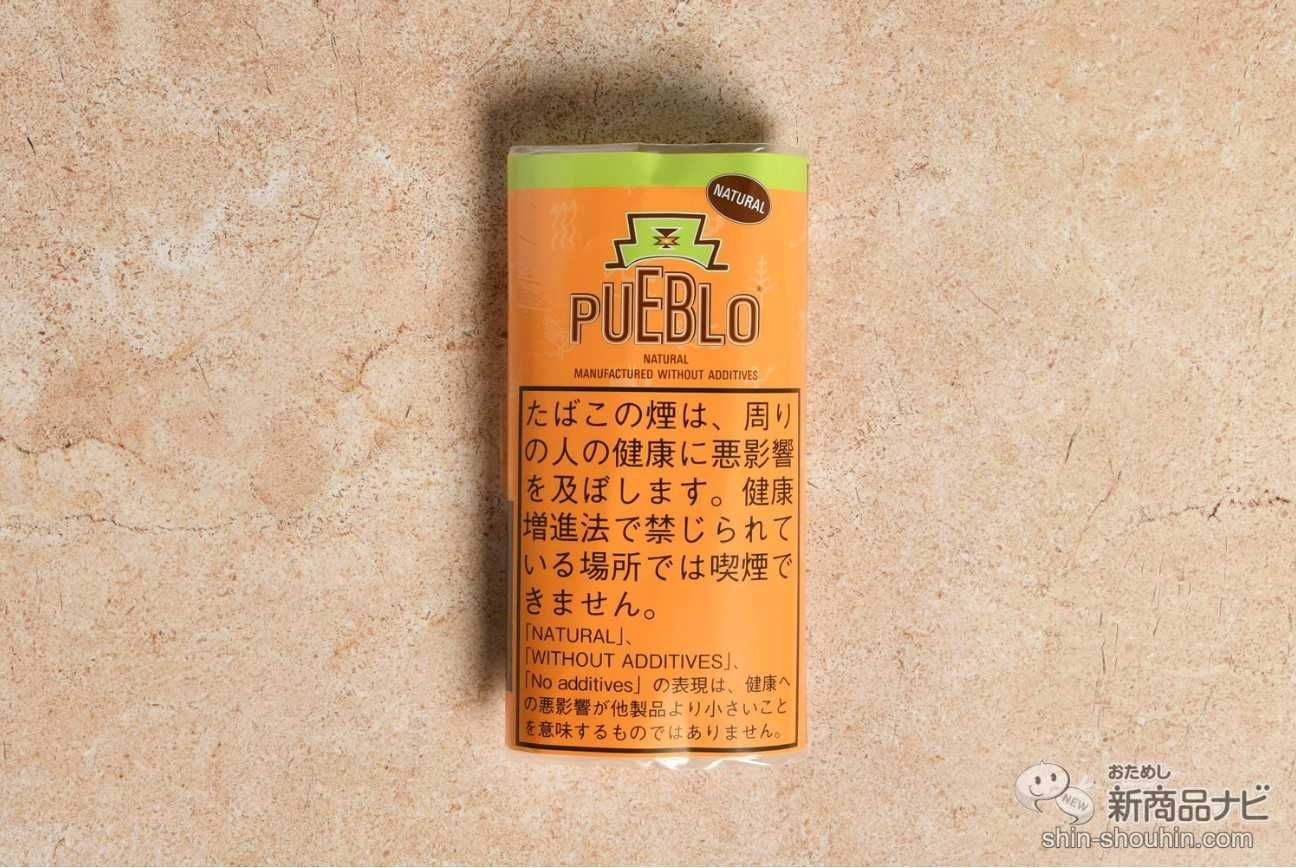 NATURAL
PUEBLO
NATURAL
MANUFACTURED WITHOUT ADDITIVES
たばこの煙は、周り
の人の健康に悪影響
を及ぼします。健康
増進法で禁じられて
いる場所では喫煙で
きません。
「NATURAL」、
「WITHOUT ADDITIVES」、
「No additives」の表現は、健康へ
の悪影響が他製品より小さいこと
を意味するものではありません。
NEW
おためし
新商品ナビ
shin-shouhin.com